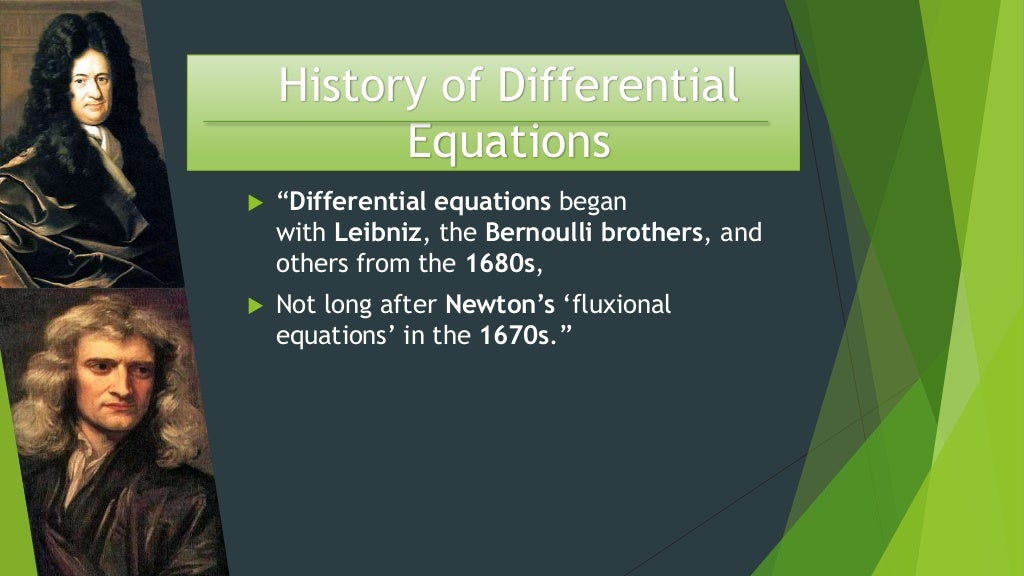 History of Differential
Equations
“Differential equations began
with Leibniz, the Bernoulli brothers, and
others from the 1680s,
Not long after Newton’s ‘fluxional
equations’ in the 1670s.”